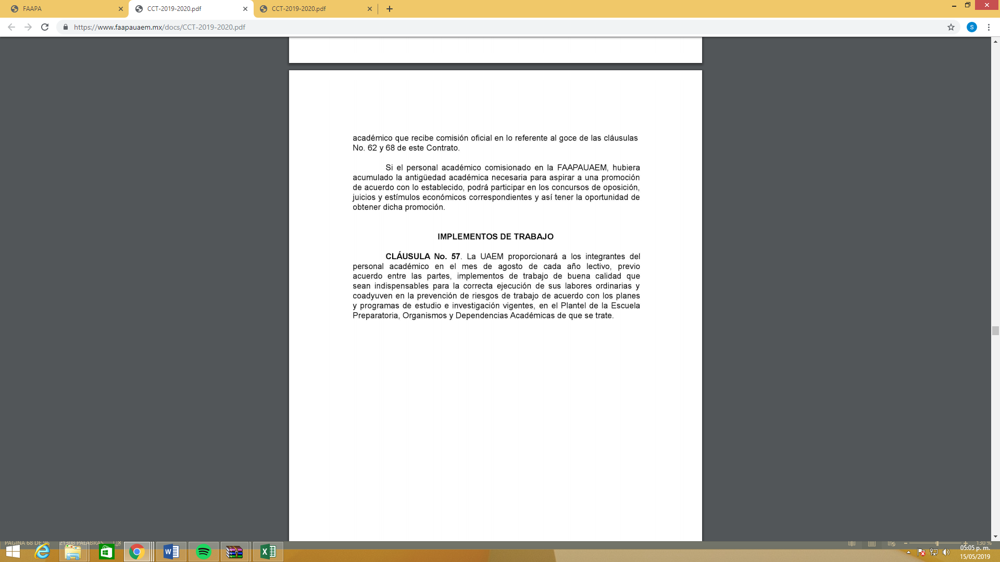 FAAPA
CCT-2019-2020.pdf
CCT-2019-2020.pdf
https://www.faapauaem.mx/docs/CCT-2019-2020.pdf
S
académico que recibe comisión oficial en lo referente al goce de las cláusulas
No. 62 y 68 de este Contrato.
Si el personal académico comisionado en la FAAPAUAEM, hubiera
acumulado la antigüedad académica necesaria para aspirar a una promoción
de acuerdo con lo establecido, podrá participar en los concursos de oposición,
juicios y estímulos económicos correspondientes y así tener la oportunidad de
obtener dicha promoción.
IMPLEMENTOS DE TRABAJO
CLÁUSULA No. 57. La UAEM proporcionará a los integrantes del
personal académico en el mes de agosto de cada año lectivo, previo
acuerdo entre las partes, implementos de trabajo de buena calidad que
sean indispensables para la correcta ejecución de sus labores ordinarias y
coadyuven en la prevención de riesgos de trabajo de acuerdo con los planes
y programas de estudio e investigación vigentes, en el Plantel de la Escuela
Preparatoria, Organismos y Dependencias Académicas de que se trate.
PÁGINA 68 DE 96 21308 PALABRAS
130 %
05:05 p. m.
15/05/2019